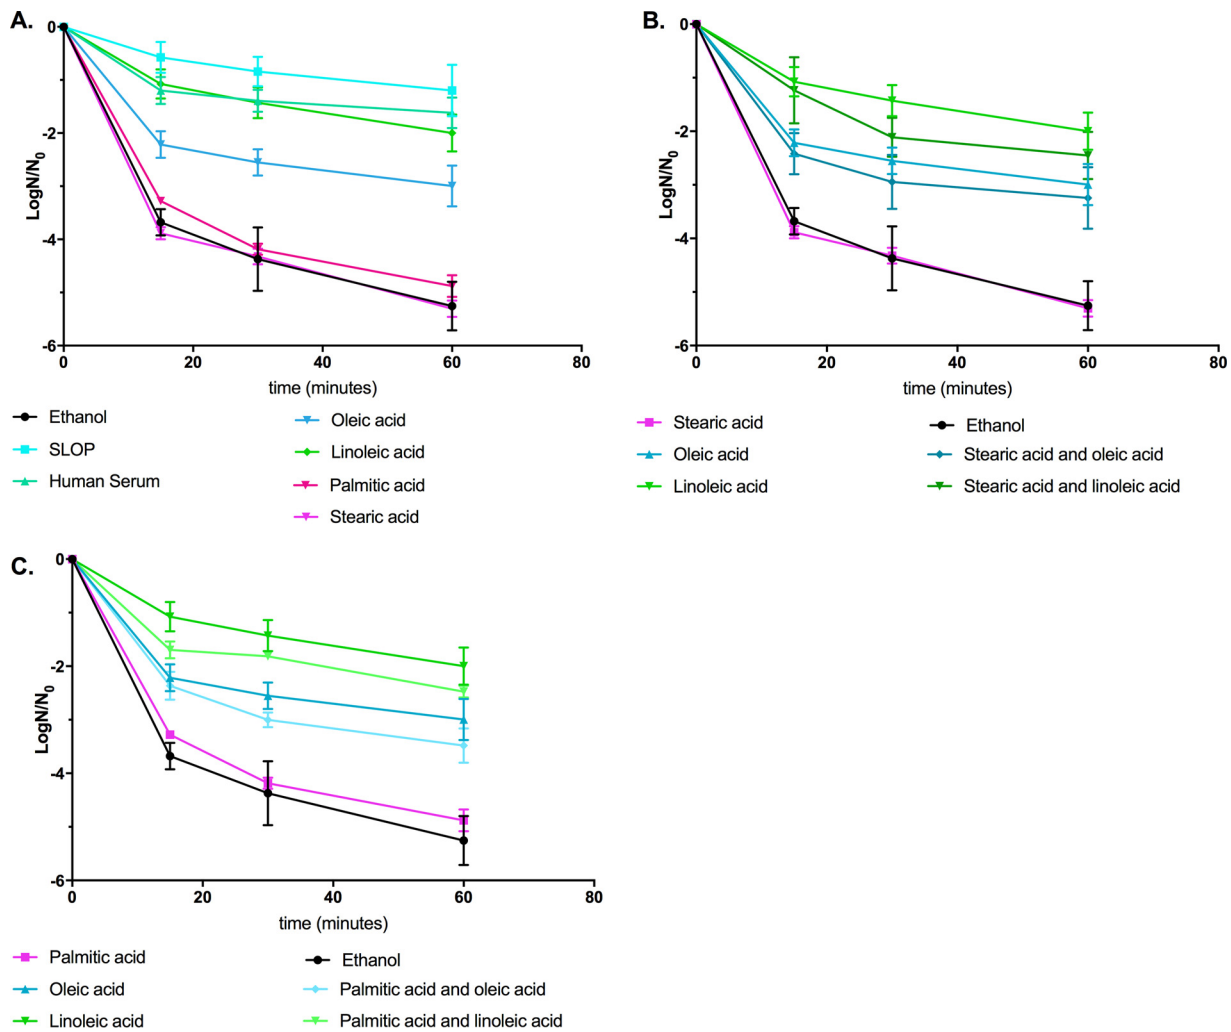 A.
0
-2
-4
-6
LogN/N0
0
20
40
60
80
time (minutes)
Ethanol
SLOP
Human Serum
Oleic acid
Linoleic acid
Palmitic acid
Stearic acid
B.
0
-2
-4
-6
LogN/N0
0
20
40
60
80
time (minutes)
Stearic acid
Oleic acid
Linoleic acid
Ethanol
Stearic acid and oleic acid
Stearic acid and linoleic acid
C.
0
-2
-4
-6
LogN/N0
0
20
40
60
80
time (minutes)
Palmitic acid
Oleic acid
Linoleic acid
Ethanol
Palmitic acid and oleic acid
Palmitic acid and linoleic acid